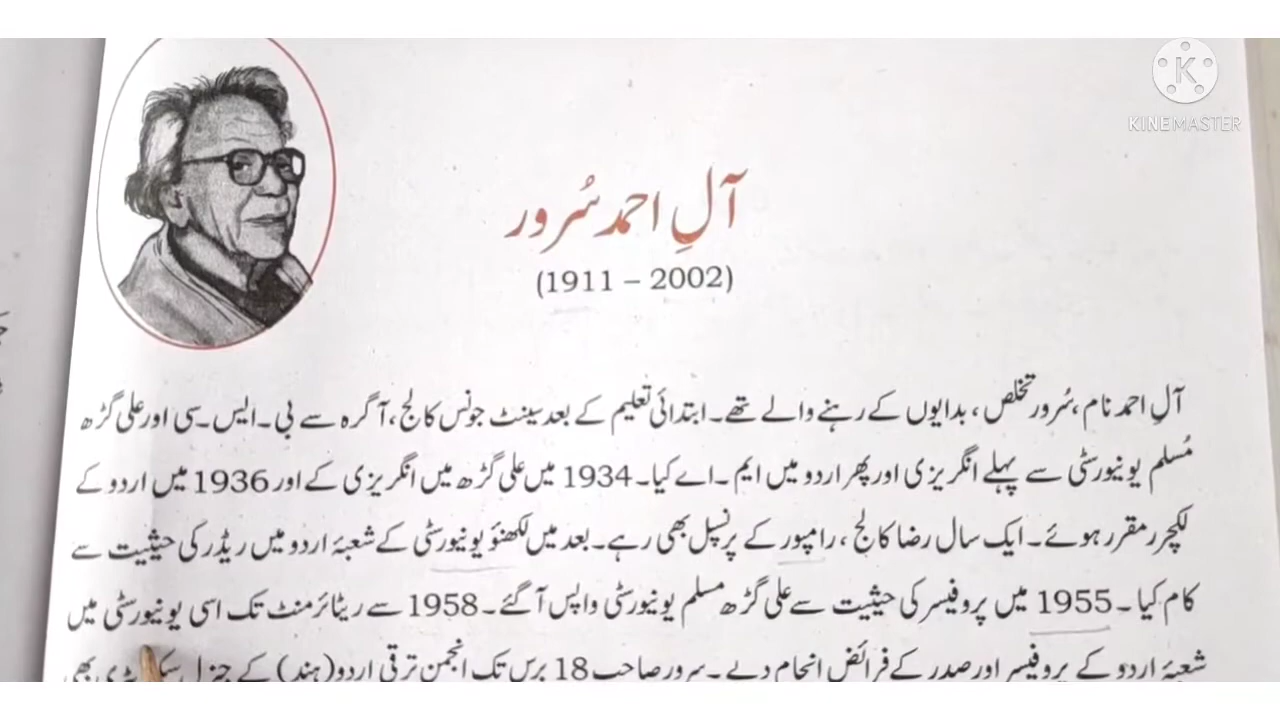 K
KINEMASTER
آلِ احمد سُرور
(1911 – 2002)
آلِ احمد نام، سُرور تخلص، بدایوں کے رہنے والے تھے۔ ابتدائی تعلیم کے بعد سینٹ جونس کالج، آگرہ سے بی۔ ایس۔ سی اور علی گڑھ
مُسلم یونیورسٹی سے پہلے انگریزی اور پھر اردو میں ایم۔ اے کیا۔ 1934 میں علی گڑھ میں انگریزی کے اور 1936 میں اردو کے
لکچرر مقرر ہوئے۔ ایک سال رضا کالج، رامپور کے پرنسپل بھی رہے۔ بعد میں لکھنؤ یونیورسٹی کے شعبۂ اردو میں ریڈر کی حیثیت سے
کام کیا۔ 1955 میں پروفیسر کی حیثیت سے علی گڑھ مسلم یونیورسٹی واپس آگئے۔ 1958 سے ریٹائرمنٹ تک اسی یونیورسٹی میں
شعبۂ اردو کے پروفیسر اور صدر کے فرائض انجام دیے۔ سرور صاحب 18 برس تک انجمن ترقی اردو (ہند) کے جنرل سکریٹری بھی